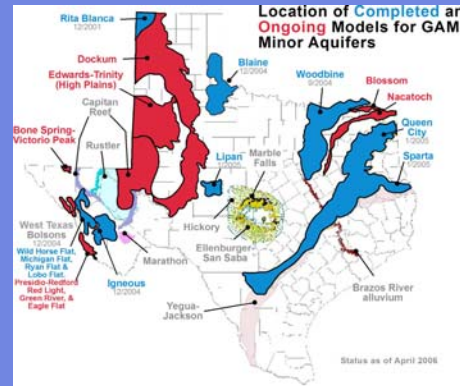 Location of Completed an
Ongoing Models for GAM
Minor Aquifers
Rita Blanca
12/2001
Dockum
Edwards-Trinity
(High Plains)
Capitan
Reef
Bone Spring-
Victorio Peak
Rustler
Blaine
12/2004
Woodbine
9/2004
Blossom
Nacatoch
Queen
City
1/2005
Sparta
1/2005
Lipan
Marble
Falls
Hickory
Ellenburger-
San Saba
West Texas
Bolsons
12/2004
Wild Horse Flat,
Michigan Flat,
Ryan Flat &
Lobo Flat.
Presidio-Redford
Red Light,
Green River, &
Eagle Flat
Marathon
Igneous
12/2004
Brazos River
alluvium
Yegua-
Jackson
Status as of April 2006